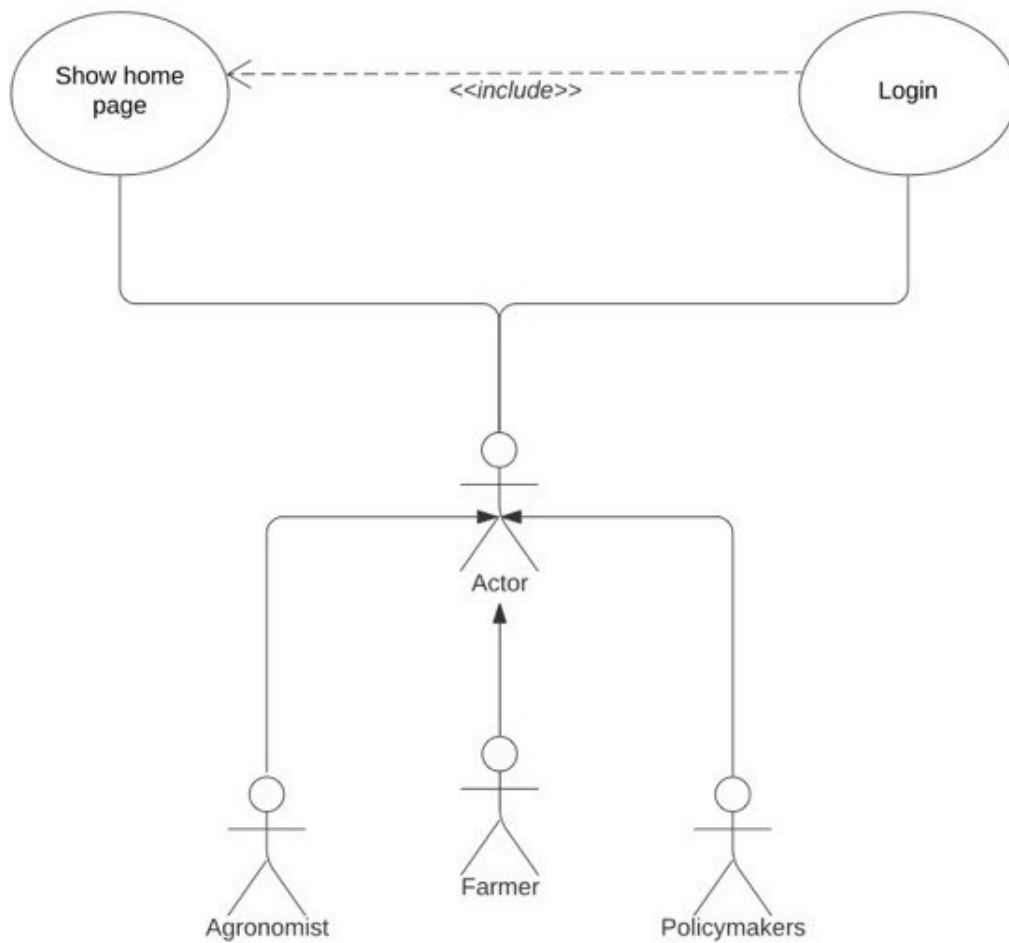 Show home
page
<<include>>
Login
Actor
Agronomist
Farmer
Policymakers